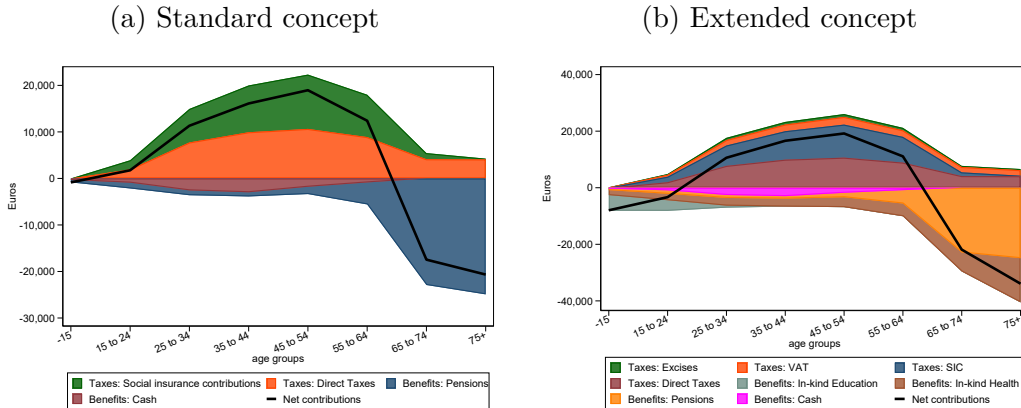 (a) Standard concept
20,000
10,000
0
-10,000
-20,000
-30,000
Euros
-15
15 to 24
25 to 34
35 to 44
45 to 54
55 to 64
65 to 74
75+
age groups
Taxes: Social insurance contributions
Taxes: Direct Taxes
Benefits: Pensions
Benefits: Cash
Net contributions
(b) Extended concept
40,000
20,000
0
-20,000
-40,000
Euros
-15
15 to 24
25 to 34
35 to 44
45 to 54
55 to 64
65 to 74
75+
age groups
Taxes: Excises
Taxes: VAT
Taxes: SIC
Taxes: Direct Taxes
Benefits: In-kind Education
Benefits: In-kind Health
Benefits: Pensions
Benefits: Cash
Net contributions